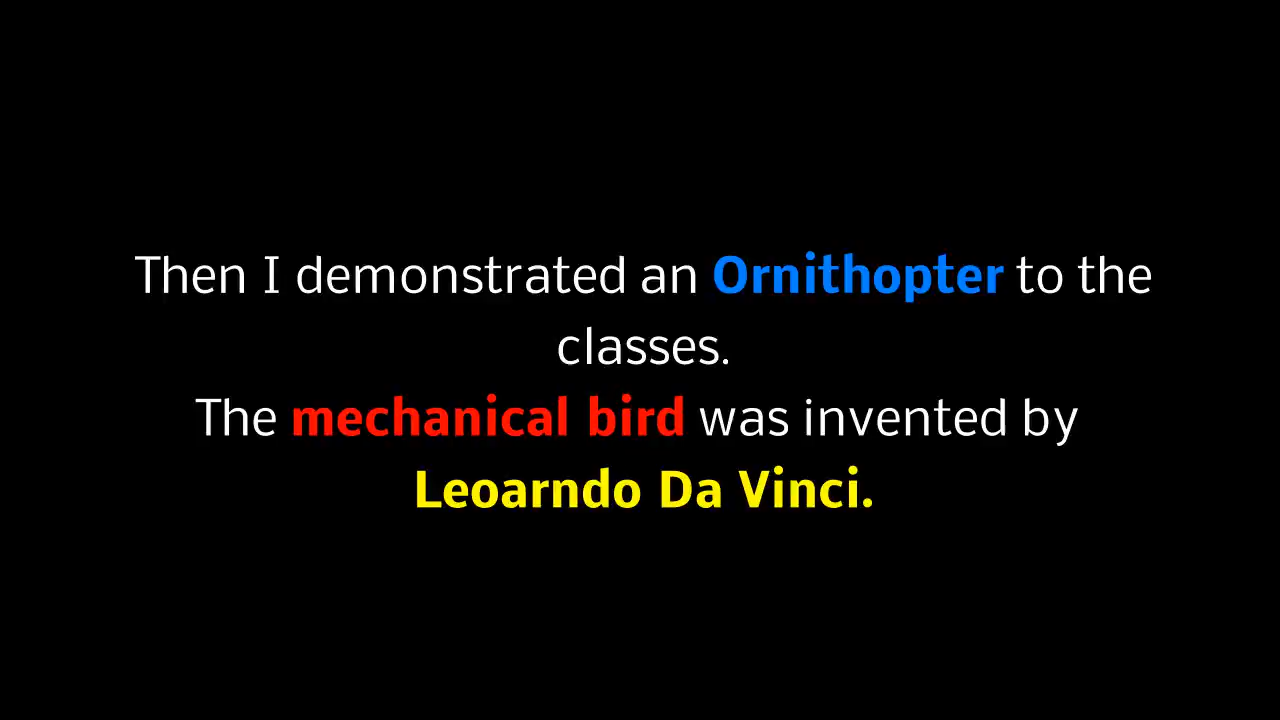 Then I demonstrated an Ornithopter to the
classes.
The mechanical bird was invented by
Leoarndo Da Vinci.